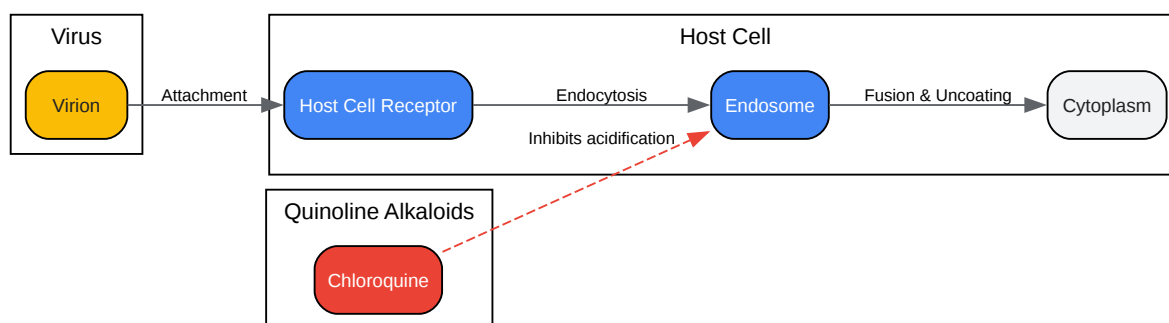 Virus
Host Cell
Virion
Attachment
Host Cell Receptor
Endocytosis
Endosome
Fusion & Uncoating
Cytoplasm
Inhibits acidification
Quinoline Alkaloids
Chloroquine